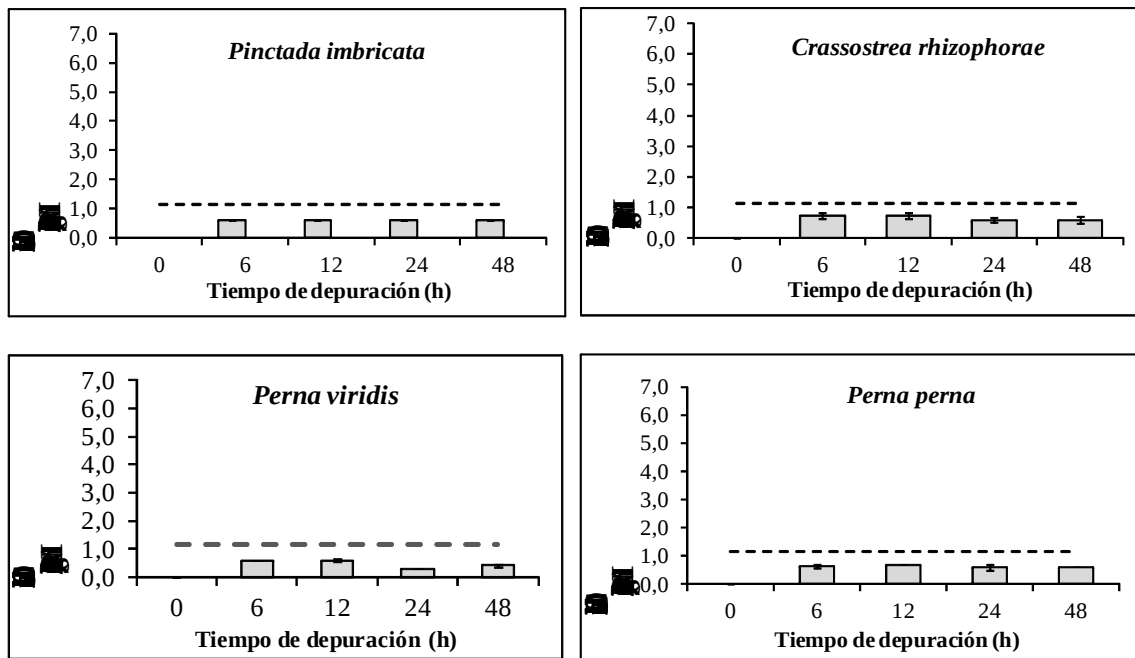 Pinctada imbricata
7,0
6,0
5,0
4,0
3,0
2,0
1,0
0,0
0 6 12 24 48
Tiempo de depuración (h)
Crassostrea rhizophorae
7,0
6,0
5,0
4,0
3,0
2,0
1,0
0,0
0 6 12 24 48
Tiempo de depuración (h)
Perna viridis
7,0
6,0
5,0
4,0
3,0
2,0
1,0
0,0
0 6 12 24 48
Tiempo de depuración (h)
Perna perna
7,0
6,0
5,0
4,0
3,0
2,0
1,0
0,0
0 6 12 24 48
Tiempo de depuración (h)